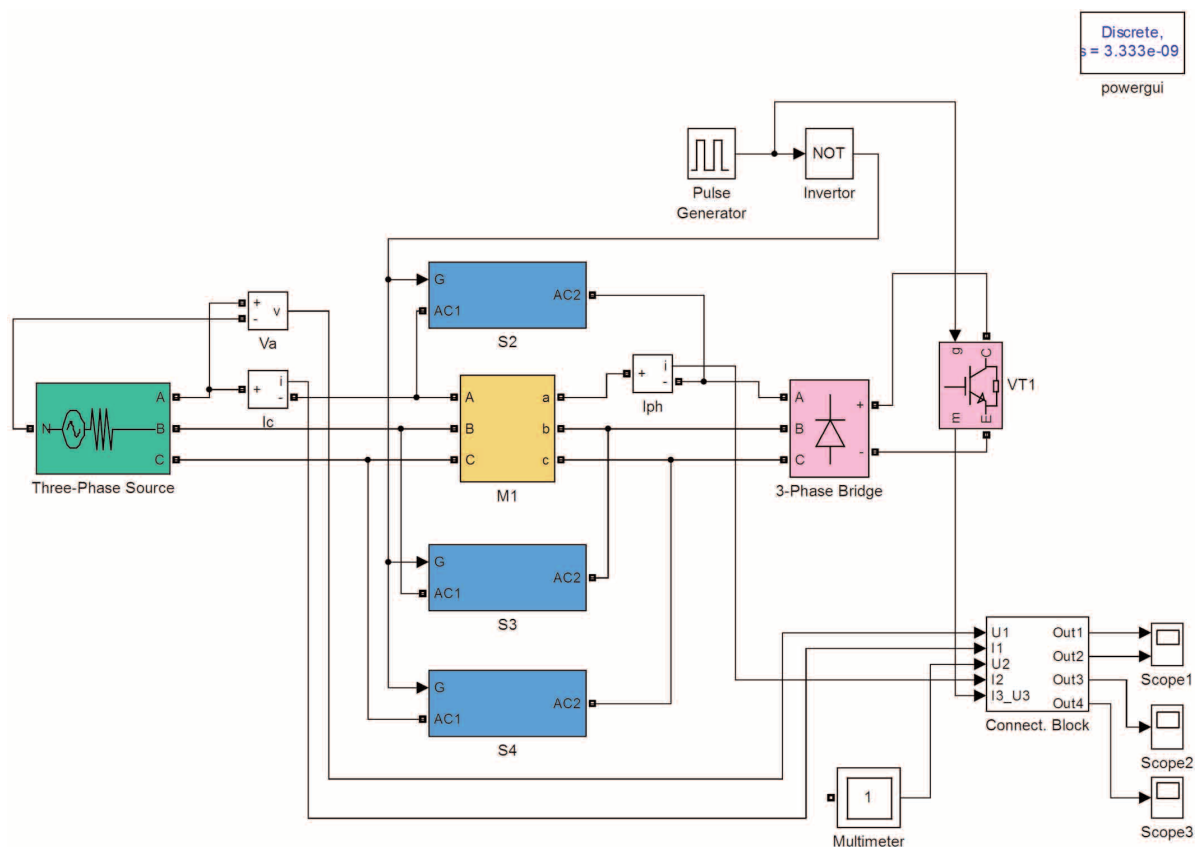 Discrete,
s = 3.333e-09
powergui
NOT
Pulse
Generator
Invertor
G
AC1
AC2
S2
+
-
v
Va
+
i
-
Ic
N
A
B
C
Three-Phase Source
A
B
C
a
b
c
M1
+
i
-
Iph
A
B
C
+
-
3-Phase Bridge
g
C
m
E
VT1
G
AC1
AC2
S3
G
AC1
AC2
S4
U1
I1
U2
I2
I3_U3
Out1
Out2
Out3
Out4
Connect. Block
Scope1
Scope2
Scope3
1
Multimeter